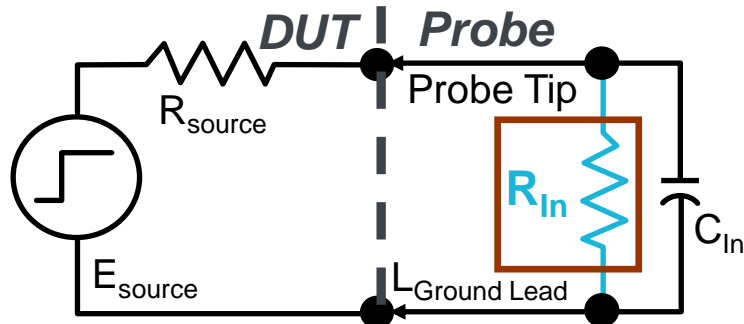 DUT
Probe
Probe Tip
Rsource
RIn
CIn
Esource
LGround Lead